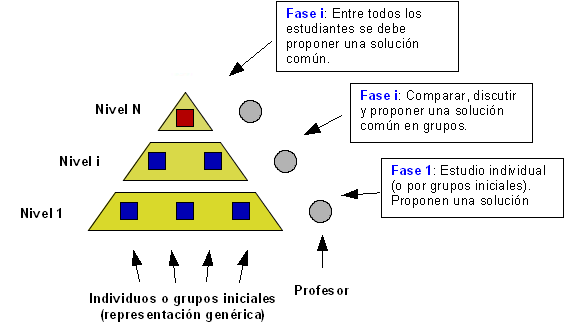 Fase i: Entre todos los
estudiantes se debe
proponer una solución
común.
Nivel N
Fase i: Comparar, discutir
y proponer una solución
común en grupos.
Nivel i
Fase 1: Estudio individual
(o por grupos iniciales).
Proponen una solución
Nivel 1
Profesor
Individuos o grupos iniciales
(representación genérica)